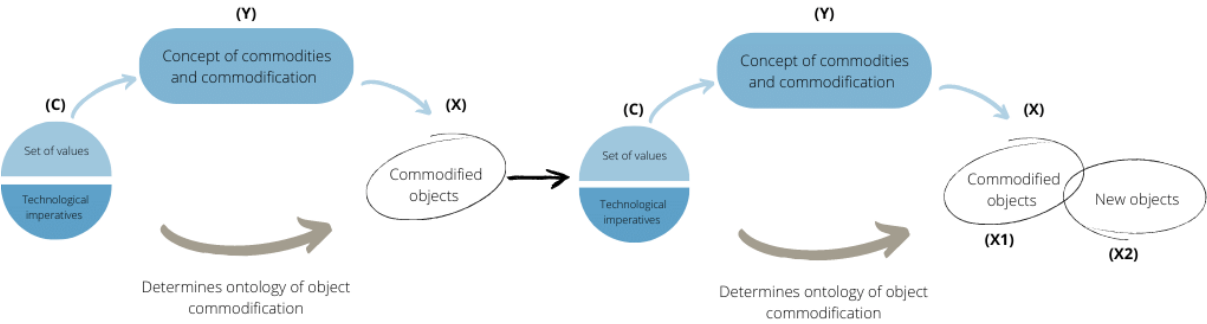 (Y)
Concept of commodities
and commodification
(C)
Set of values
Technological
imperatives
(X)
Commodified
objects
Determines ontology of object
commodification
(Y)
Concept of commodities
and commodification
(C)
Set of values
Technological
imperatives
(X)
Commodified
objects
(X1)
New objects
(X2)
Determines ontology of object
commodification